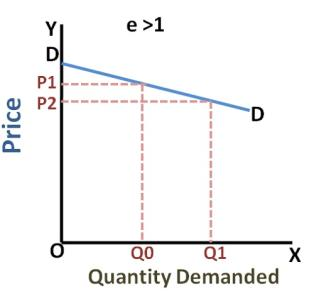 Y
e >1
D
P1
P2
D
Price
O
Q0
Q1
X
Quantity Demanded